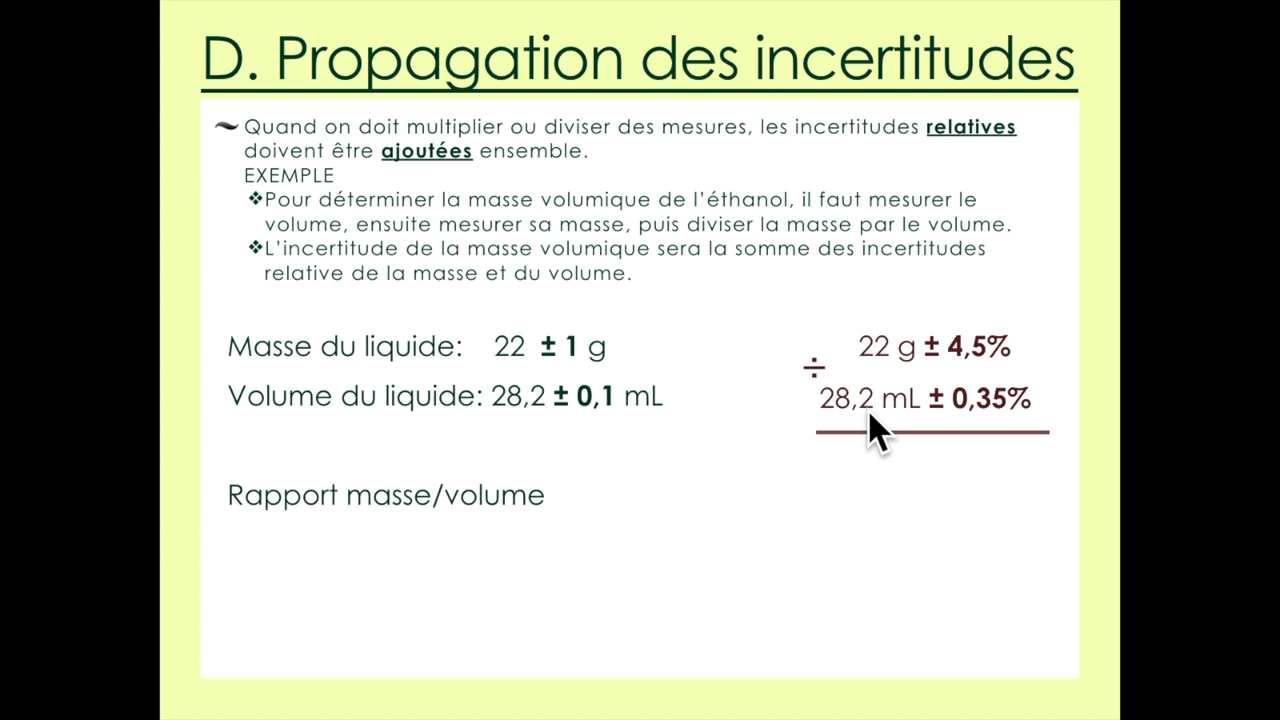 D. Propagation des incertitudes
Quand on doit multiplier ou diviser des mesures, les incertitudes relatives
doivent être ajoutées ensemble.
EXEMPLE
❖Pour déterminer la masse volumique de l'éthanol, il faut mesurer le
volume, ensuite mesurer sa masse, puis diviser la masse par le volume.
❖L'incertitude de la masse volumique sera la somme des incertitudes
relative de la masse et du volume.
Masse du liquide: 22 ± 1 g
Volume du liquide: 28,2 ± 0,1 mL
22 g ± 4,5%
÷
28,2 mL ± 0,35%
Rapport masse/volume